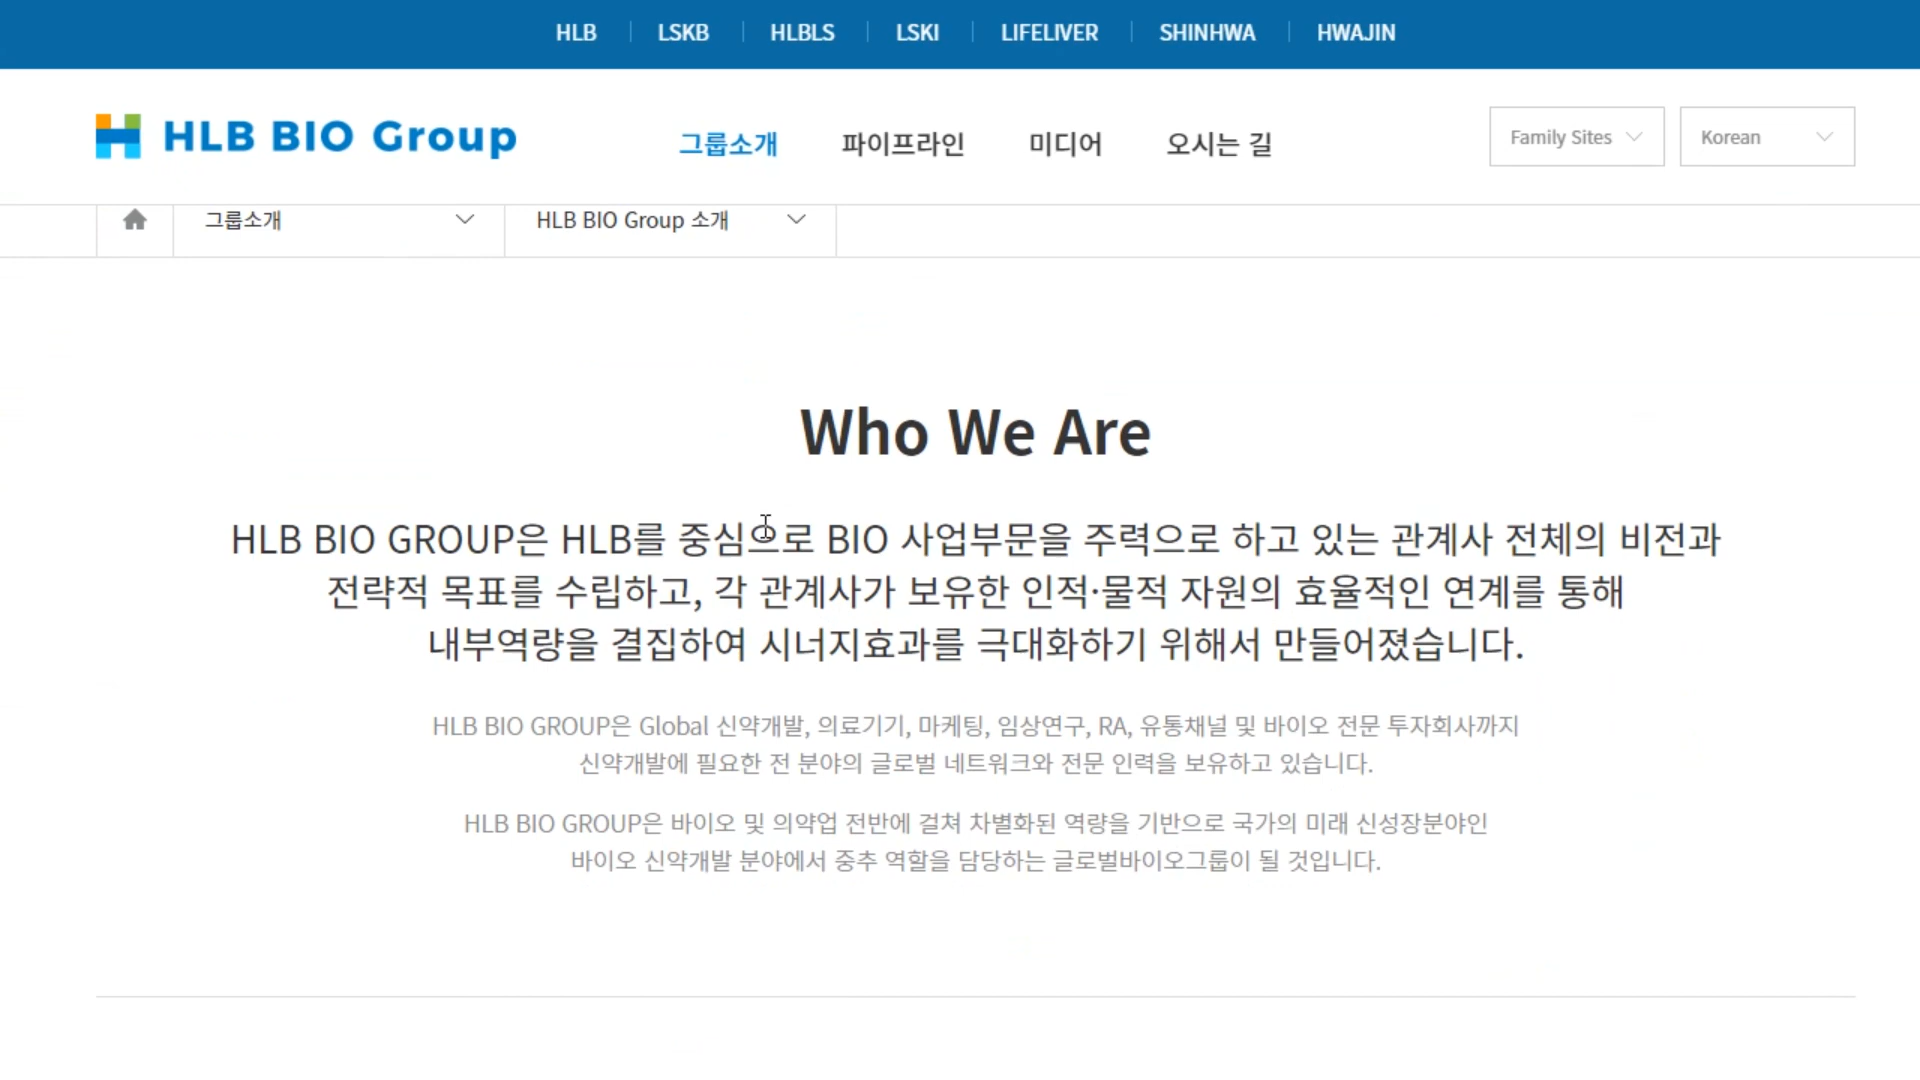 HLB LSKB HLBLS LSKI LIFELIVER SHINHWA HWAJIN
HLB BIO Group 그룹소개 파이프라인 미디어 오시는 길 Family Sites Korean
그룹소개 HLB BIO Group 소개
Who We Are
HLB BIO GROUP은 HLB를 중심으로 BIO 사업부문을 주력으로 하고 있는 관계사 전체의 비전과
전략적 목표를 수립하고, 각 관계사가 보유한 인적·물적 자원의 효율적인 연계를 통해
내부역량을 결집하여 시너지효과를 극대화하기 위해서 만들어졌습니다.
HLB BIO GROUP은 Global 신약개발, 의료기기, 마케팅, 임상연구, RA, 유통채널 및 바이오 전문 투자회사까지
신약개발에 필요한 전 분야의 글로벌 네트워크와 전문 인력을 보유하고 있습니다.
HLB BIO GROUP은 바이오 및 의약업 전반에 걸쳐 차별화된 역량을 기반으로 국가의 미래 신성장분야인
바이오 신약개발 분야에서 중추 역할을 담당하는 글로벌바이오그룹이 될 것입니다.